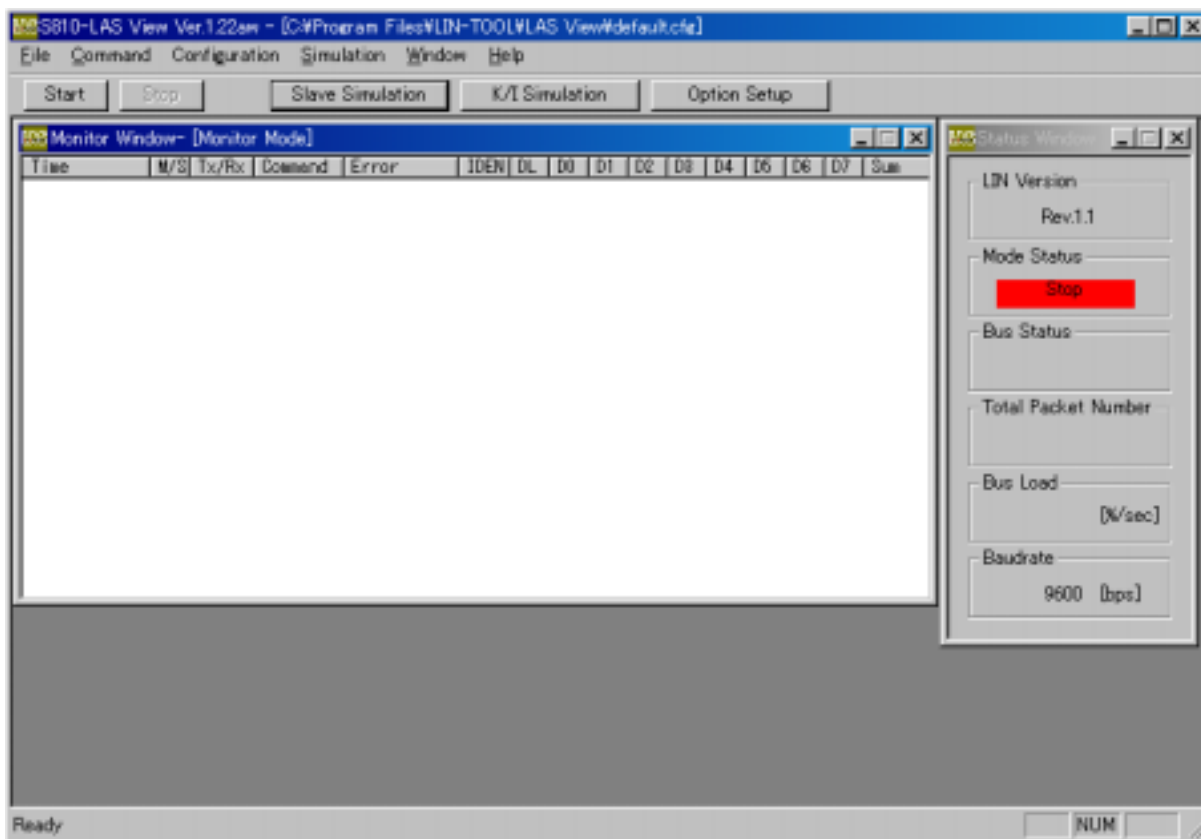 S810-LAS View Ver.1.22aw - [C:¥Program Files¥LIN-TOOL¥LAS View¥default.cfg]
File Command Configuration Simulation Window Help
Start Stop Slave Simulation K/I Simulation Option Setup
Monitor Window- [Monitor Mode]
Time M/S Tx/Rx Command Error IDEN DL D0 D1 D2 D3 D4 D5 D6 D7 Sum
Status Window
LIN Version
Rev.1.1
Mode Status
Stop
Bus Status
Total Packet Number
Bus Load
[%/sec]
Baudrate
9600 [bps]
Ready
NUM